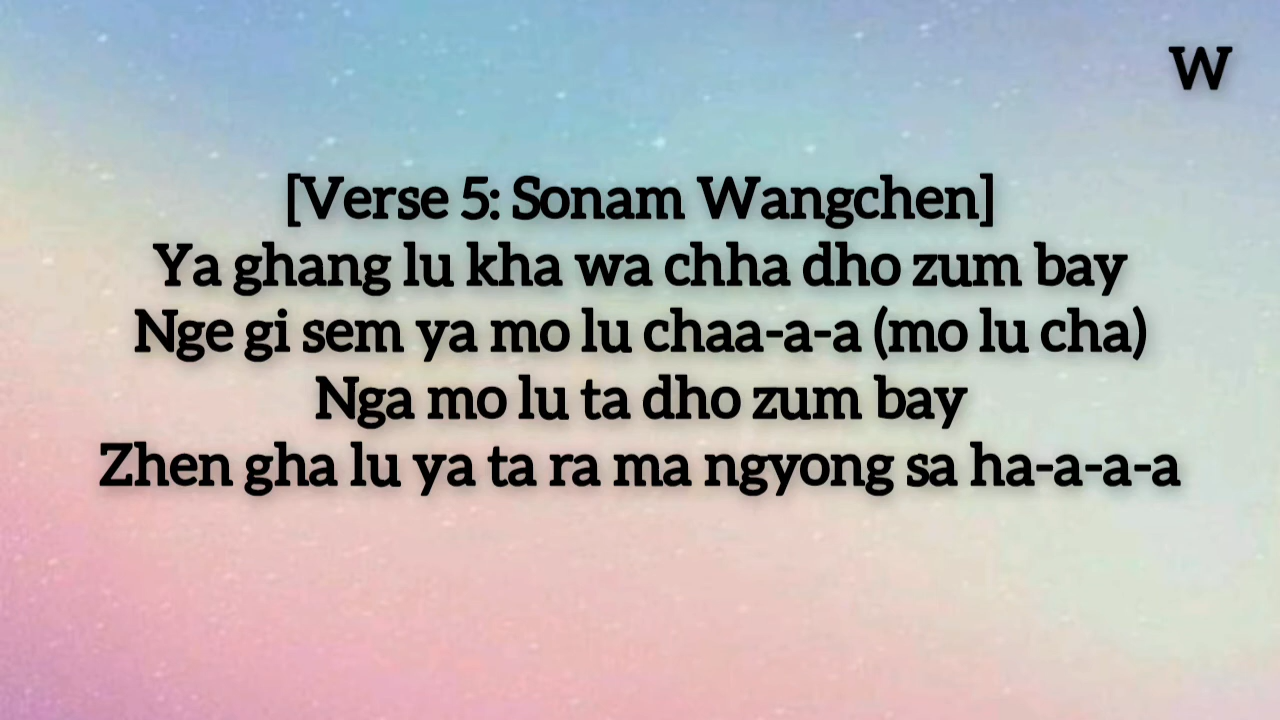 W
[Verse 5: Sonam Wangchen]
Ya ghang lu kha wa chha dho zum bay
Nge gi sem ya mo lu chaa-a-a (mo lu cha)
Nga mo lu ta dho zum bay
Zhen gha lu ya ta ra ma ngyong sa ha-a-a-a